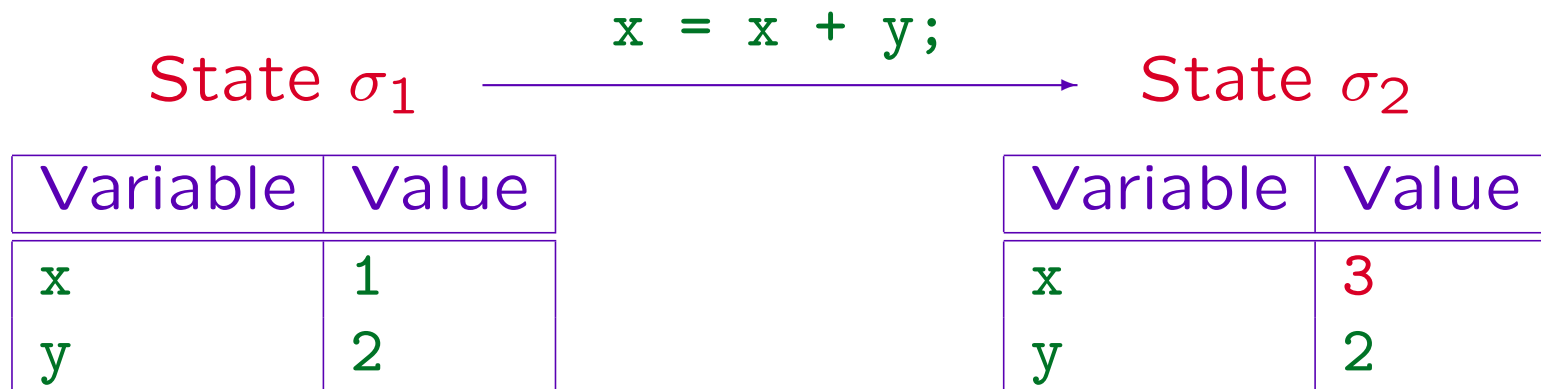 x = x + y;
State σ1 State σ2
Variable Value Variable Value
x 1 x 3
y 2 y 2